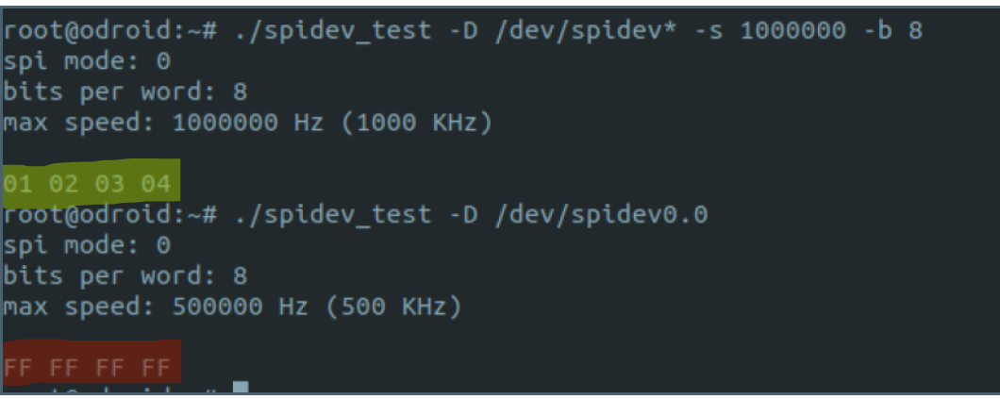 root@odroid:~# ./spidev_test -D /dev/spidev* -s 1000000 -b 8
spi mode: 0
bits per word: 8
max speed: 1000000 Hz (1000 KHz)
01 02 03 04
root@odroid:~# ./spidev_test -D /dev/spidev0.0
spi mode: 0
bits per word: 8
max speed: 500000 Hz (500 KHz)
FF FF FF FF